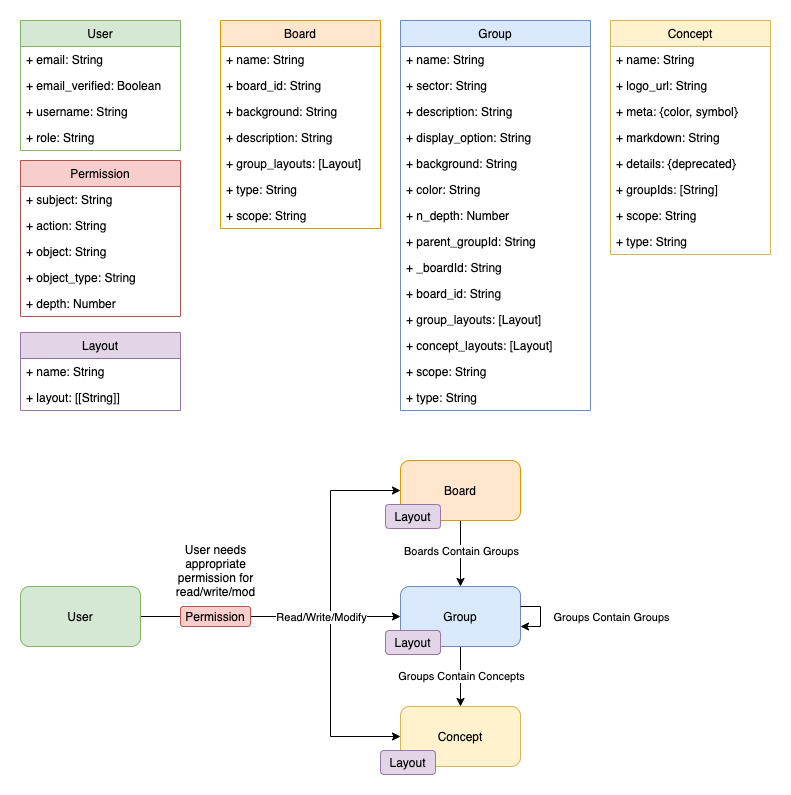 User
+ email: String
+ email_verified: Boolean
+ username: String
+ role: String
Permission
+ subject: String
+ action: String
+ object: String
+ object_type: String
+ depth: Number
Layout
+ name: String
+ layout: [[String]]
Board
+ name: String
+ board_id: String
+ background: String
+ description: String
+ group_layouts: [Layout]
+ type: String
+ scope: String
Group
+ name: String
+ sector: String
+ description: String
+ display_option: String
+ background: String
+ color: String
+ n_depth: Number
+ parent_groupId: String
+ _boardId: String
+ board_id: String
+ group_layouts: [Layout]
+ concept_layouts: [Layout]
+ scope: String
+ type: String
Concept
+ name: String
+ logo_url: String
+ meta: {color, symbol}
+ markdown: String
+ details: {deprecated}
+ groupIds: [String]
+ scope: String
+ type: String
Board
Layout
Boards Contain Groups
User needs
appropriate
permission for
read/write/mod
User
Permission
Read/Write/Modify
Group
Groups Contain Groups
Layout
Groups Contain Concepts
Concept
Layout